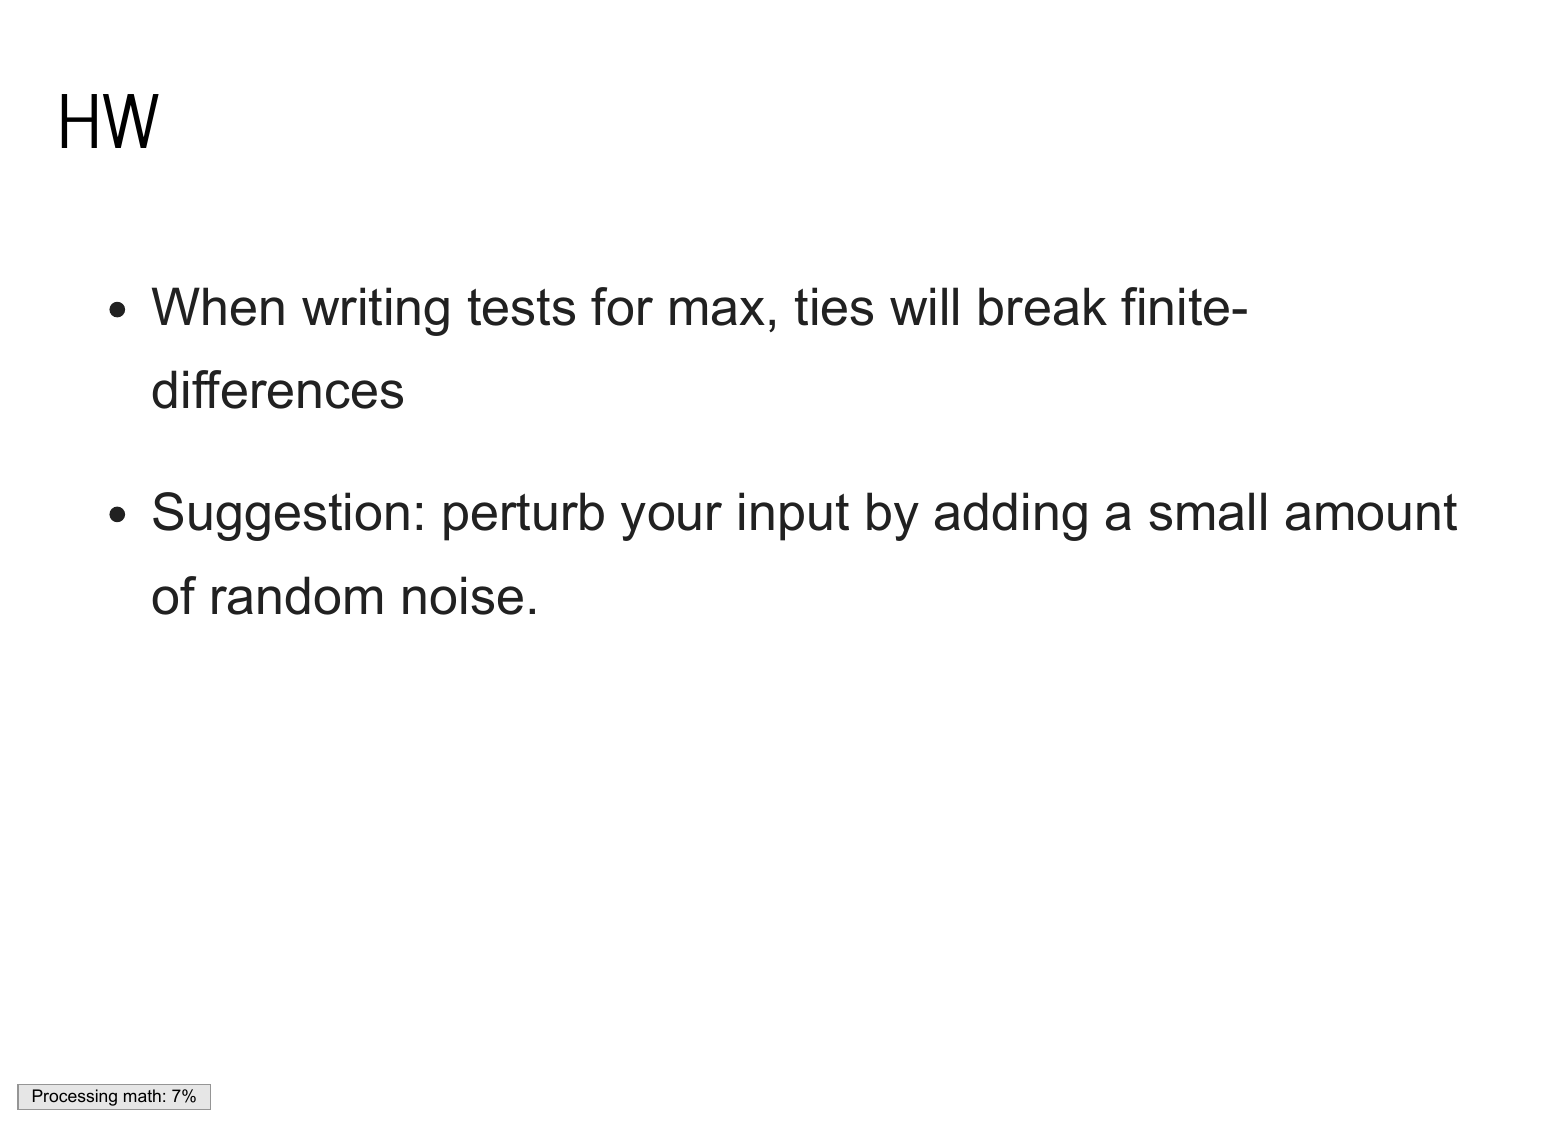 HW
• When writing tests for max, ties will break finite-
differences
• Suggestion: perturb your input by adding a small amount
of random noise.
Processing math: 7%